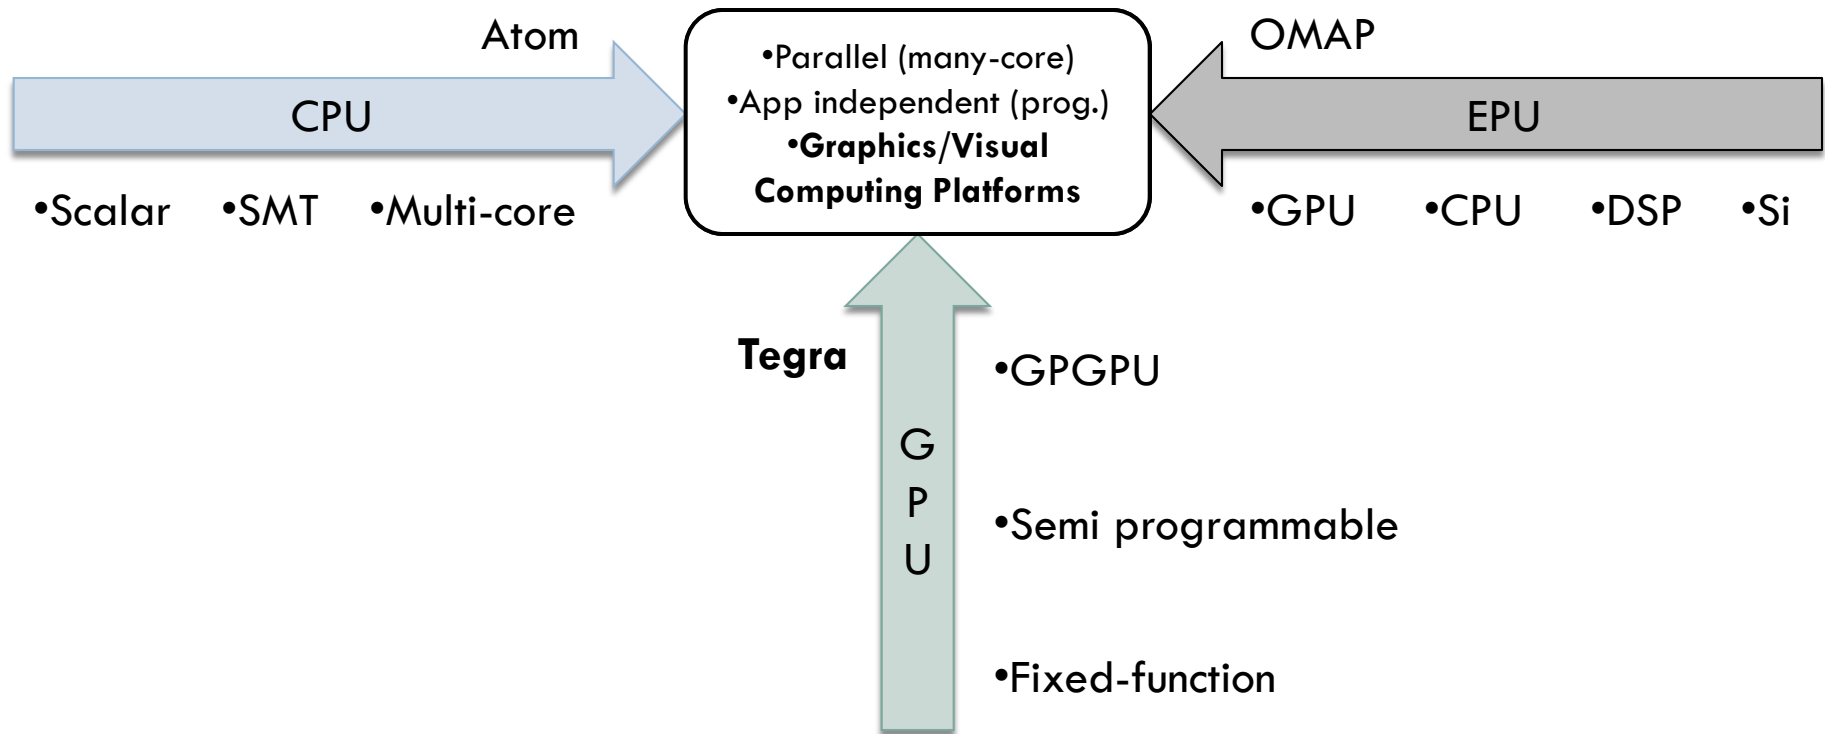 Atom
OMAP
•Parallel (many-core)
•App independent (prog.)
•Graphics/Visual
Computing Platforms
CPU
EPU
•Scalar •SMT •Multi-core
•GPU •CPU •DSP •Si
Tegra
•GPGPU
G
P
U
•Semi programmable
•Fixed-function